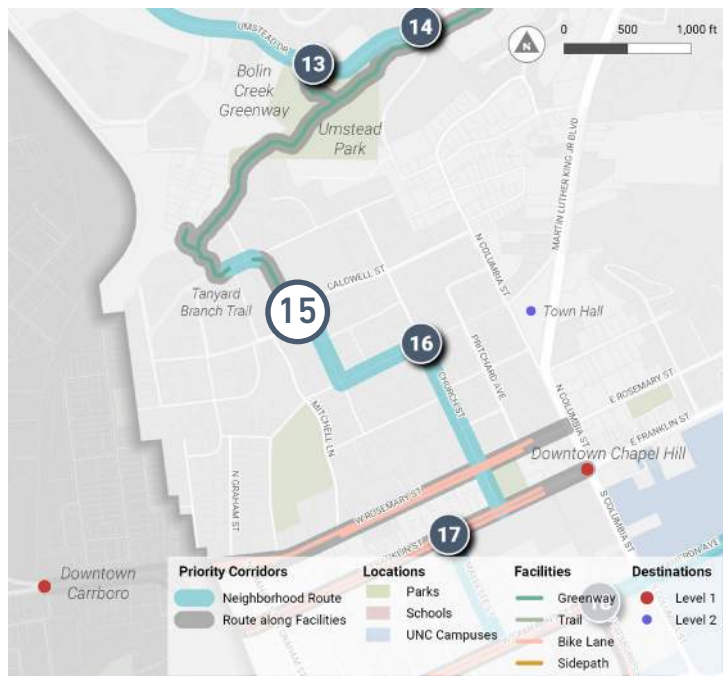 14
UMSTEAD DR
13
0 500 1,000 ft
N
Bolin
Creek
Greenway
Umstead
Park
MARTIN LUTHER KING JR BLVD
N COLUMBIA ST
CALDWELL ST
Tanyard
Branch Trail
15
Town Hall
16
PRITCHARD AVE
CHURCH ST
MITCHELL LN
N COLUMBIA ST
E ROSEMARY ST
E FRANKLIN ST
Downtown Chapel Hill
N GRAHAM ST
W ROSEMARY ST
S COLUMBIA ST
17
Downtown
Carrboro
Priority Corridors
Neighborhood Route
Route along Facilities
Locations
Parks
Schools
UNC Campuses
Facilities
Greenway
Trail
Bike Lane
Sidepath
Destinations
Level 1
Level 2